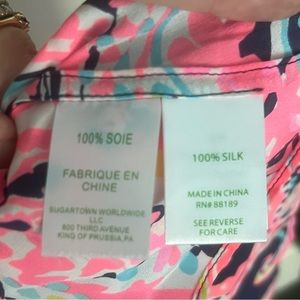 100% SOIE
FABRIQUE EN
CHINE
SUGARTOWN WORLDWIDE
LLC
800 THIRD AVENUE
KING OF PRUSSIA, PA
100% SILK
MADE IN CHINA
RN# 88189
SEE REVERSE
FOR CARE